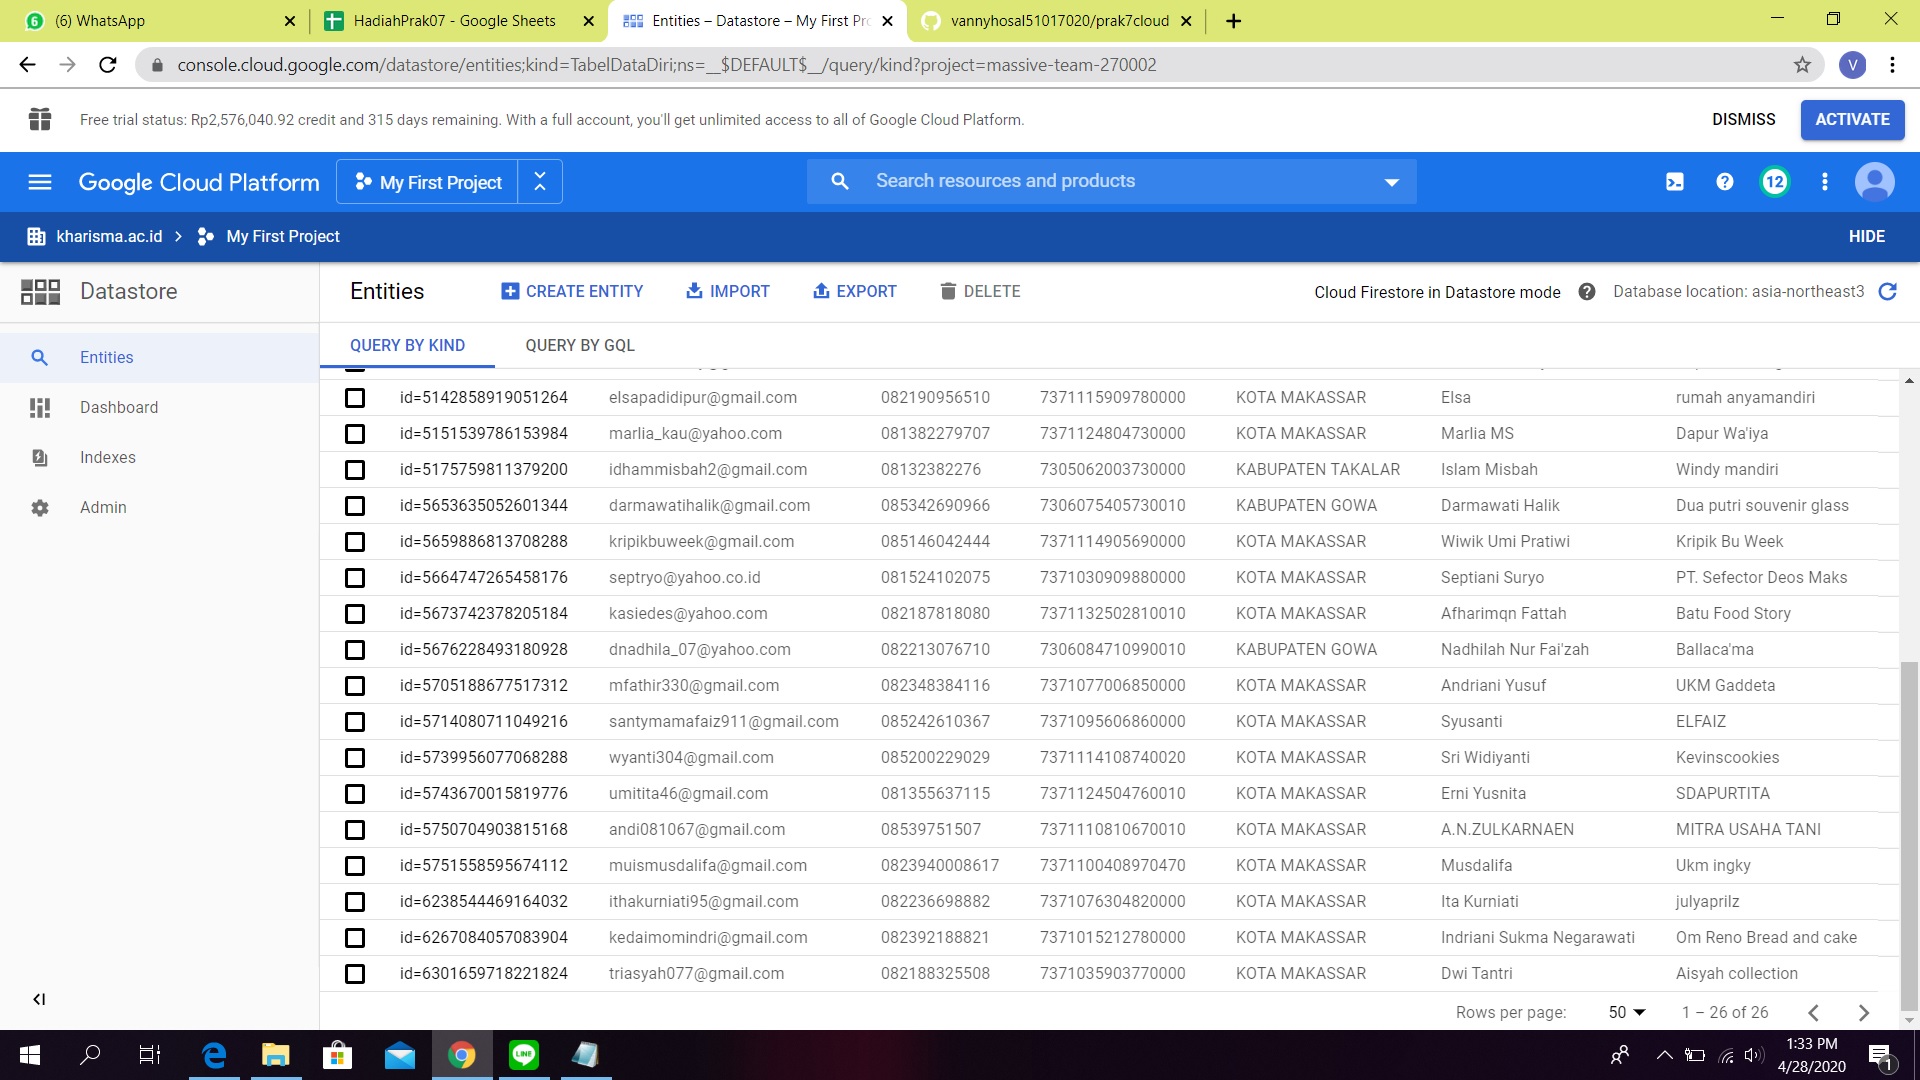 (6) WhatsApp
HadiahPrak07 - Google Sheets
Entities – Datastore – My First Pr
vannyhosal51017020/prak7cloud
console.cloud.google.com/datastore/entities;kind=TabelDataDiri;ns=__$DEFAULT$__/query/kind?project=massive-team-270002
V
Free trial status: Rp2,576,040.92 credit and 315 days remaining. With a full account, you'll get unlimited access to all of Google Cloud Platform.
DISMISS
ACTIVATE
Google Cloud Platform
My First Project
Search resources and products
12
kharisma.ac.id
My First Project
HIDE
Datastore
Entities
CREATE ENTITY
IMPORT
EXPORT
DELETE
Cloud Firestore in Datastore mode
Database location: asia-northeast3
Entities
Dashboard
Indexes
Admin
QUERY BY KIND
QUERY BY GQL
id=5142858919051264 elsapadidipur@gmail.com 082190956510 7371115909780000 KOTA MAKASSAR Elsa rumah anyamandiri
id=5151539786153984 marlia_kau@yahoo.com 081382279707 7371124804730000 KOTA MAKASSAR Marlia MS Dapur Wa'iya
id=5175759811379200 idhammisbah2@gmail.com 08132382276 7305062003730000 KABUPATEN TAKALAR Islam Misbah Windy mandiri
id=5653635052601344 darmawatihalik@gmail.com 085342690966 7306075405730010 KABUPATEN GOWA Darmawati Halik Dua putri souvenir glass
id=5659886813708288 kripikbuweek@gmail.com 085146042444 7371114905690000 KOTA MAKASSAR Wiwik Umi Pratiwi Kripik Bu Week
id=5664747265458176 septryo@yahoo.co.id 081524102075 7371030909880000 KOTA MAKASSAR Septiani Suryo PT. Sefector Deos Maks
id=5673742378205184 kasiedes@yahoo.com 082187818080 7371132502810010 KOTA MAKASSAR Afharimqn Fattah Batu Food Story
id=5676228493180928 dnadhila_07@yahoo.com 082213076710 7306084710990010 KABUPATEN GOWA Nadhilah Nur Fai'zah Ballaca'ma
id=5705188677517312 mfathir330@gmail.com 082348384116 7371077006850000 KOTA MAKASSAR Andriani Yusuf UKM Gaddeta
id=5714080711049216 santymamafaiz911@gmail.com 085242610367 7371095606860000 KOTA MAKASSAR Syusanti ELFAIZ
id=5739956077068288 wyanti304@gmail.com 085200229029 7371114108740020 KOTA MAKASSAR Sri Widiyanti Kevinscookies
id=5743670015819776 umitita46@gmail.com 081355637115 7371124504760010 KOTA MAKASSAR Erni Yusnita SDAPURTITA
id=5750704903815168 andi081067@gmail.com 08539751507 7371110810670010 KOTA MAKASSAR A.N.ZULKARNAEN MITRA USAHA TANI
id=5751558595674112 muismusdalifa@gmail.com 0823940008617 7371100408970470 KOTA MAKASSAR Musdalifa Ukm ingky
id=6238544469164032 ithakurniati95@gmail.com 082236698882 7371076304820000 KOTA MAKASSAR Ita Kurniati julyaprilz
id=6267084057083904 kedaimomindri@gmail.com 082392188821 7371015212780000 KOTA MAKASSAR Indriani Sukma Negarawati Om Reno Bread and cake
id=6301659718221824 triasyah077@gmail.com 082188325508 7371035903770000 KOTA MAKASSAR Dwi Tantri Aisyah collection
Rows per page: 50 1 – 26 of 26
LINE
1:33 PM
4/28/2020
1